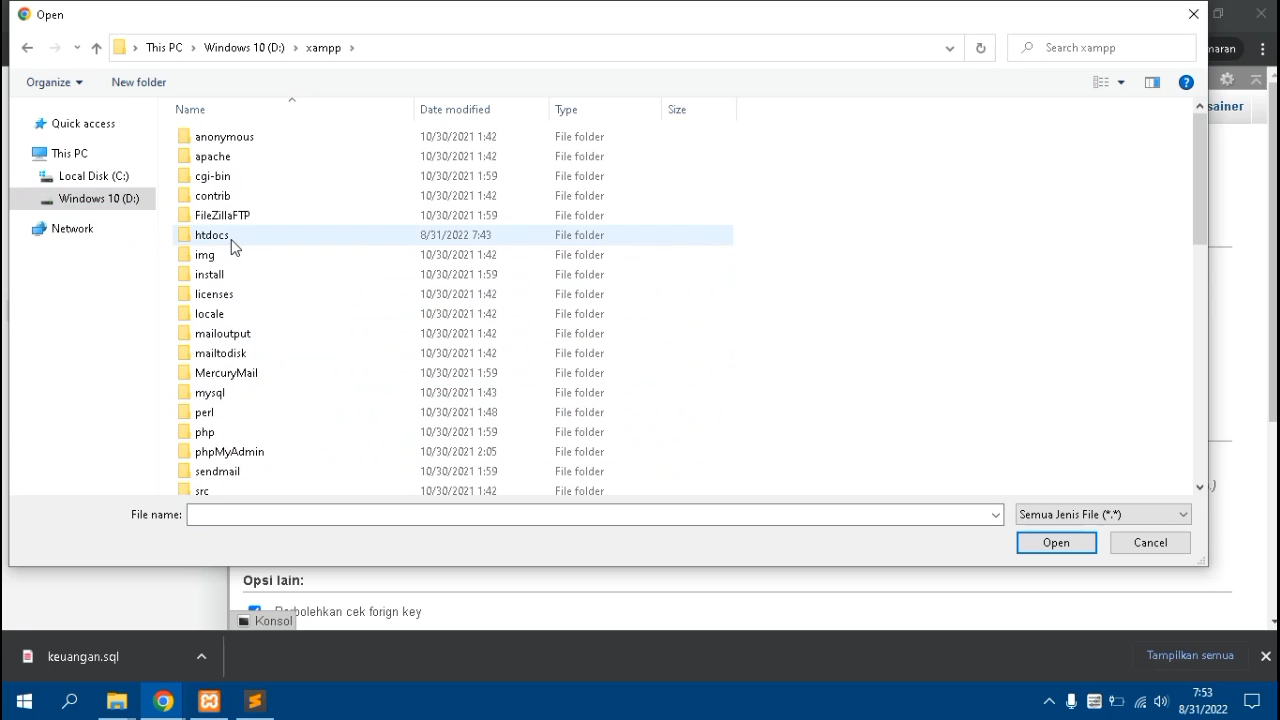 Open
This PC
Windows 10 (D:)
xampp
Search xampp
maran
Organize
New folder
sainer
Name
Date modified
Type
Size
Quick access
This PC
Local Disk (C:)
Windows 10 (D:)
Network
anonymous 10/30/2021 1:42 File folder
apache 10/30/2021 1:42 File folder
cgi-bin 10/30/2021 1:59 File folder
contrib 10/30/2021 1:42 File folder
FileZillaFTP 10/30/2021 1:59 File folder
htdocs 8/31/2022 7:43 File folder
img 10/30/2021 1:42 File folder
install 10/30/2021 1:59 File folder
licenses 10/30/2021 1:42 File folder
locale 10/30/2021 1:42 File folder
mailoutput 10/30/2021 1:42 File folder
mailtodisk 10/30/2021 1:42 File folder
MercuryMail 10/30/2021 1:59 File folder
mysql 10/30/2021 1:43 File folder
perl 10/30/2021 1:48 File folder
php 10/30/2021 1:59 File folder
phpMyAdmin 10/30/2021 2:05 File folder
sendmail 10/30/2021 1:59 File folder
src 10/30/2021 1:42 File folder
.)
File name:
Semua Jenis File (*.*)
Open
Cancel
Opsi lain:
Perbolehkan cek forign key
Konsol
keuangan.sql
Tampilkan semua
7:53
8/31/2022